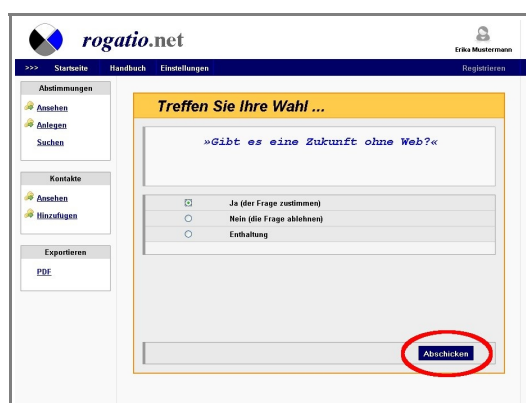 rogatio.net
Erika Mustermann
>>> Startseite Handbuch Einstellungen Registrieren
Abstimmungen
Ansehen
Anlegen
Suchen
Kontakte
Ansehen
Hinzufügen
Exportieren
PDF
Treffen Sie Ihre Wahl ...
»Gibt es eine Zukunft ohne Web?«
Ja (der Frage zustimmen)
Nein (die Frage ablehnen)
Enthaltung
Abschicken